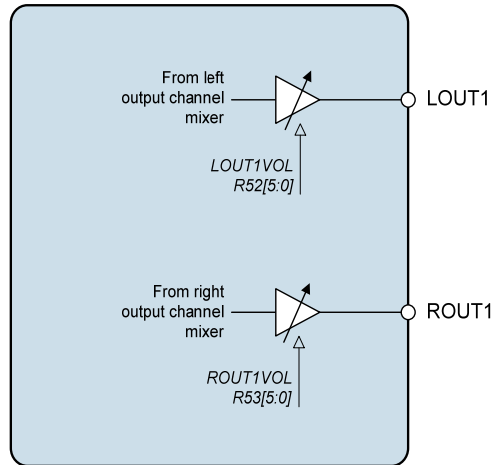 From left
output channel
mixer
LOUT1
LOUT1VOL
R52[5:0]
From right
output channel
mixer
ROUT1
ROUT1VOL
R53[5:0]